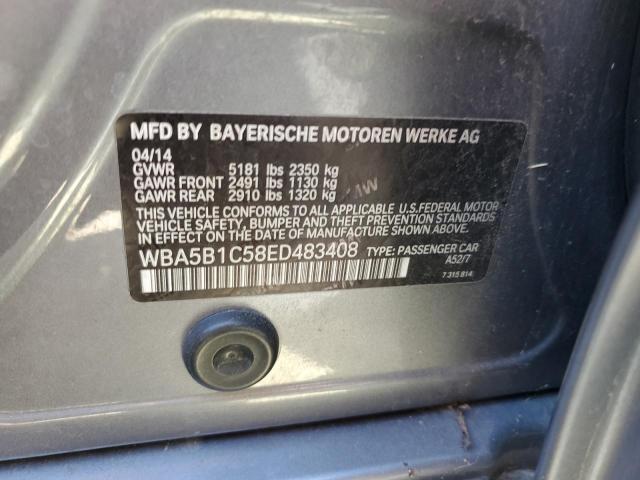 MFD BY BAYERISCHE MOTOREN WERKE AG
04/14
GVWR 5181 lbs 2350 kg
GAWR FRONT 2491 lbs 1130 kg
GAWR REAR 2910 lbs 1320 kg
THIS VEHICLE CONFORMS TO ALL APPLICABLE U.S.FEDERAL MOTOR
VEHICLE SAFETY, BUMPER AND THEFT PREVENTION STANDARDS
IN EFFECT ON THE DATE OF MANUFACTURE SHOWN ABOVE.
WBA5B1C58ED483408 TYPE: PASSENGER CAR
A52/7
7 315 814